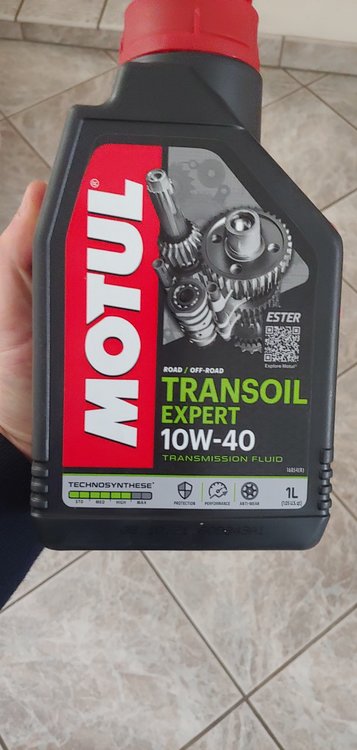 MOTUL®
ESTER
Explore Motul
ROAD / OFF-ROAD
TRANSOIL
EXPERT
10W-40
TRANSMISSION FLUID
TECHNOSYNTHESE®
STD MED HIGH MAX
PROTECTION
PERFORMANCE
ANTI-WEAR
1L